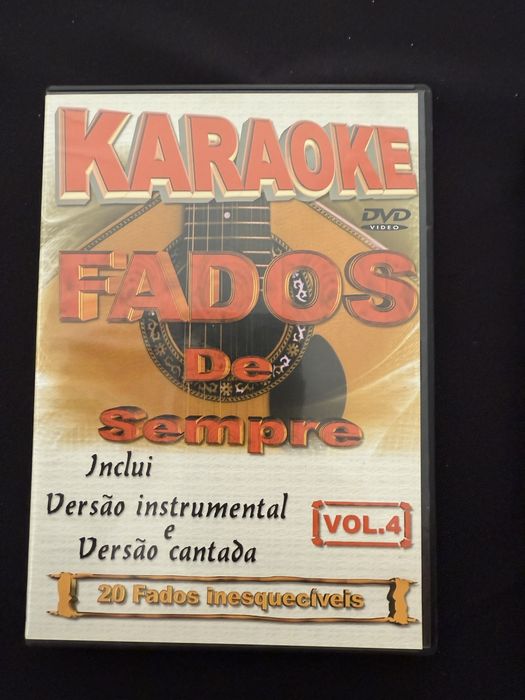 KARAOKE
DVD
VIDEO
FADOS
De
Sempre
Inclui
Versão instrumental
e
Versão cantada
VOL.4
20 Fados inesquecíveis